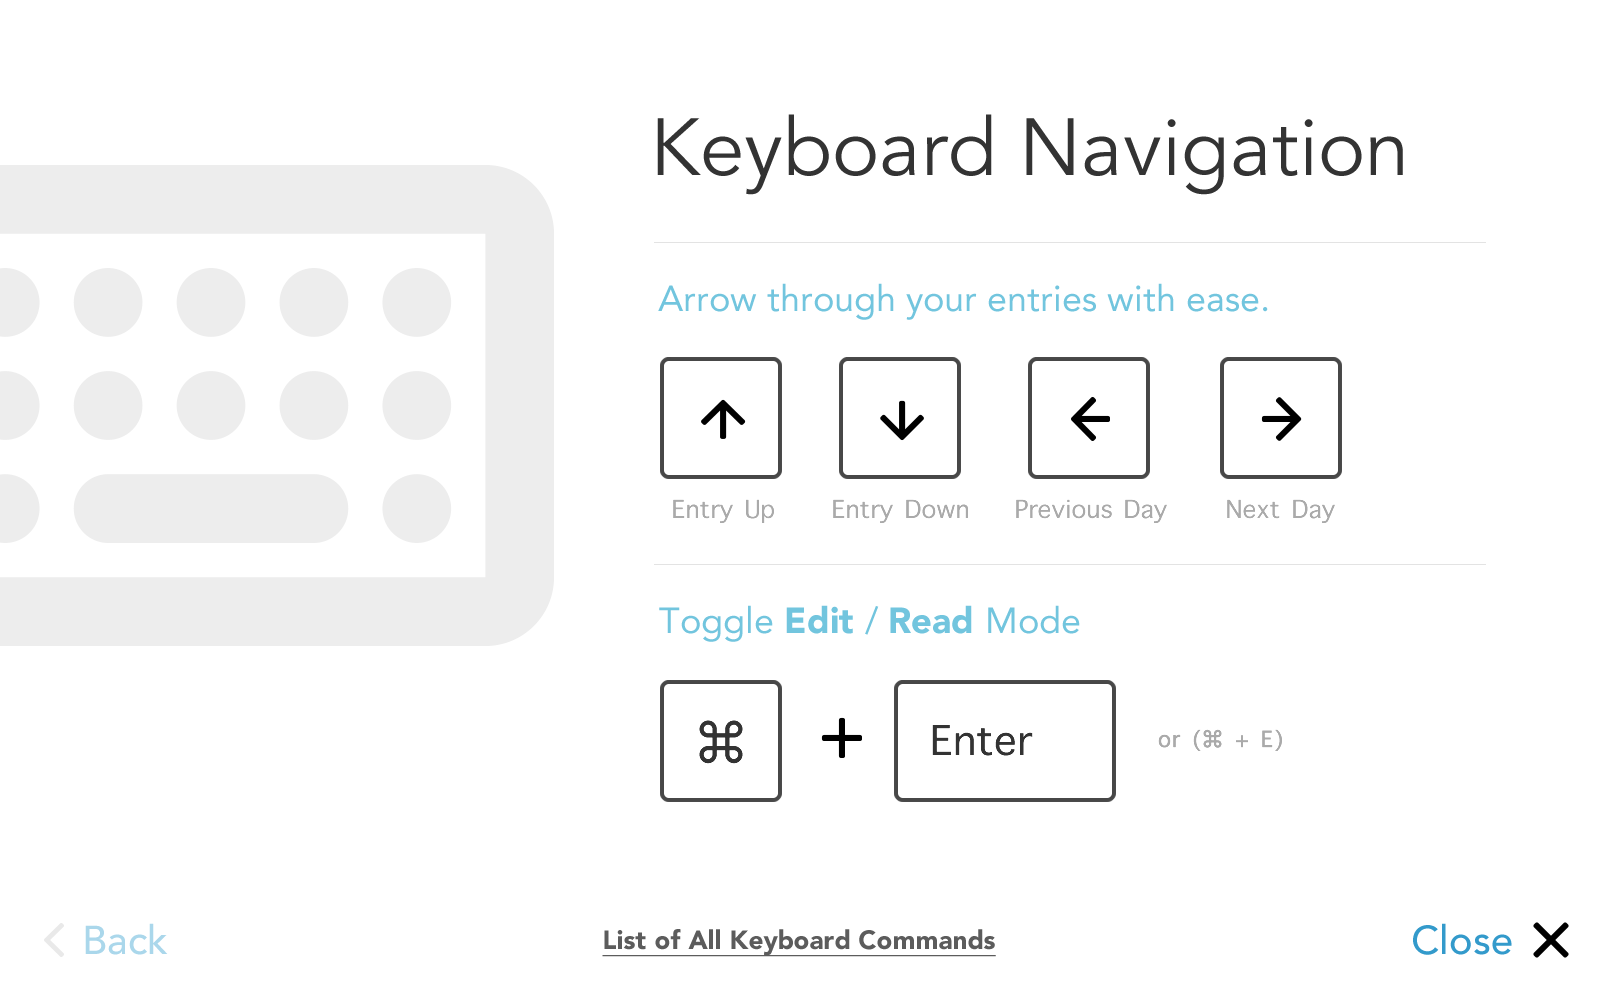 Keyboard Navigation
Arrow through your entries with ease.
Entry Up Entry Down Previous Day Next Day
Toggle Edit / Read Mode
⌘ + Enter or (⌘ + E)
Back List of All Keyboard Commands Close